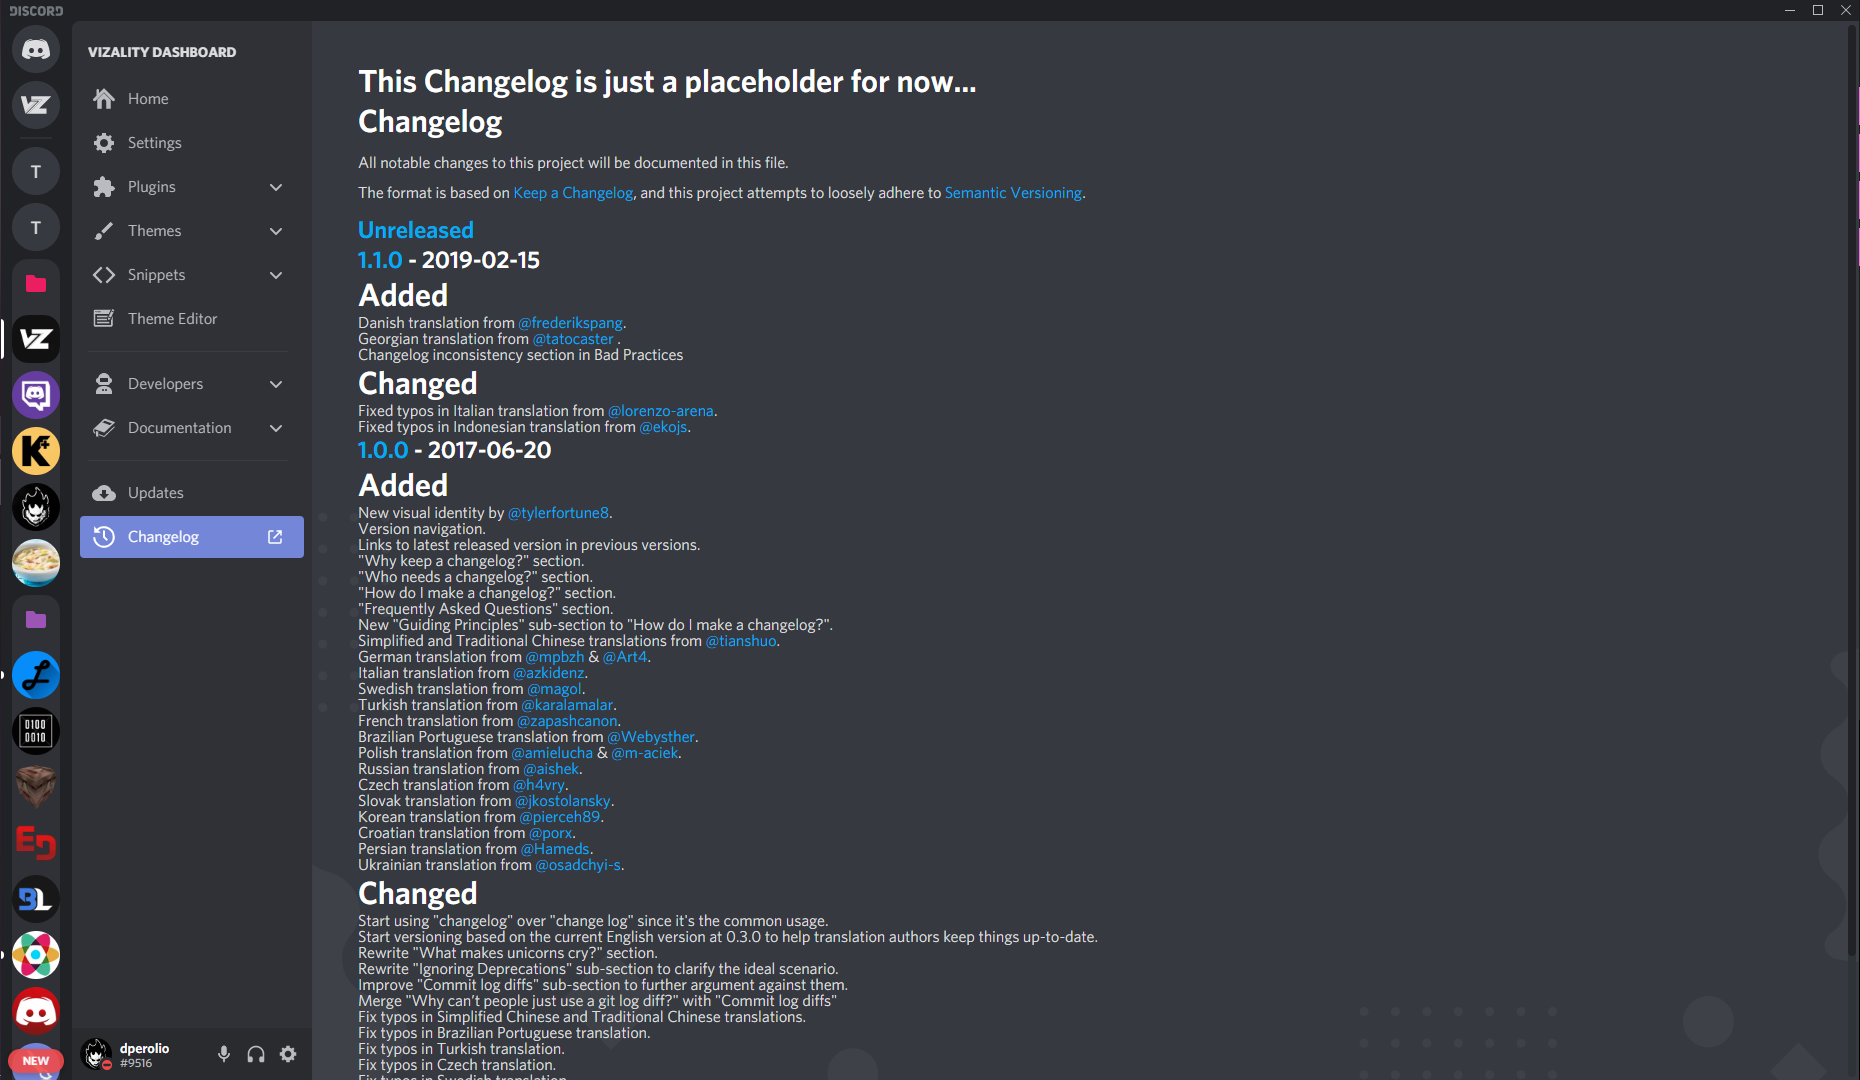 DISCORD
VIZALITY DASHBOARD
Home
Settings
Plugins
Themes
Snippets
Theme Editor
Developers
Documentation
Updates
Changelog
T
T
VZ
VZ
K+
0100
0010
ED
BL
NEW
dperolio
#9516
This Changelog is just a placeholder for now...
Changelog
All notable changes to this project will be documented in this file.
The format is based on Keep a Changelog, and this project attempts to loosely adhere to Semantic Versioning.
Unreleased
1.1.0 - 2019-02-15
Added
Danish translation from @frederikspang.
Georgian translation from @tatocaster .
Changelog inconsistency section in Bad Practices
Changed
Fixed typos in Italian translation from @lorenzo-arena.
Fixed typos in Indonesian translation from @ekojs.
1.0.0 - 2017-06-20
Added
New visual identity by @tylerfortune8.
Version navigation.
Links to latest released version in previous versions.
"Why keep a changelog?" section.
"Who needs a changelog?" section.
"How do I make a changelog?" section.
"Frequently Asked Questions" section.
New "Guiding Principles" sub-section to "How do I make a changelog?".
Simplified and Traditional Chinese translations from @tianshuo.
German translation from @mpbzh & @Art4.
Italian translation from @azkidenz.
Swedish translation from @magol.
Turkish translation from @karalamalar.
French translation from @zapashcanon.
Brazilian Portuguese translation from @Webysther.
Polish translation from @amielucha & @m-aciek.
Russian translation from @aishek.
Czech translation from @h4vry.
Slovak translation from @jkostolansky.
Korean translation from @pierceh89.
Croatian translation from @porx.
Persian translation from @Hameds.
Ukrainian translation from @osadchyi-s.
Changed
Start using "changelog" over "change log" since it's the common usage.
Start versioning based on the current English version at 0.3.0 to help translation authors keep things up-to-date.
Rewrite "What makes unicorns cry?" section.
Rewrite "Ignoring Deprecations" sub-section to clarify the ideal scenario.
Improve "Commit log diffs" sub-section to further argument against them.
Merge "Why can't people just use a git log diff?" with "Commit log diffs"
Fix typos in Simplified Chinese and Traditional Chinese translations.
Fix typos in Brazilian Portuguese translation.
Fix typos in Turkish translation.
Fix typos in Czech translation.
Fix typos in Swedish translation.